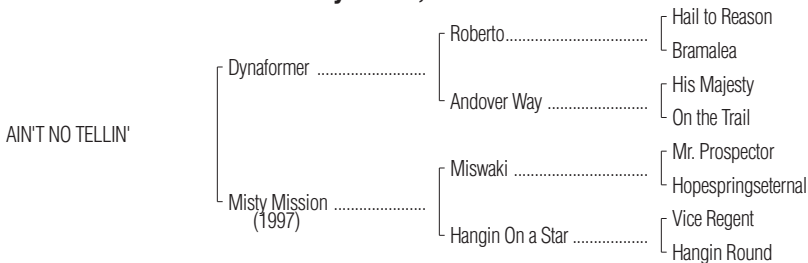 Hail to Reason
Roberto..............................
Bramalea
Dynaformer .......................
His Majesty
Andover Way .....................
On the Trail
AIN'T NO TELLIN'
Mr. Prospector
Miswaki ............................
Hopespringseternal
Misty Mission ...................
(1997)
Vice Regent
Hangin On a Star ................
Hangin Round